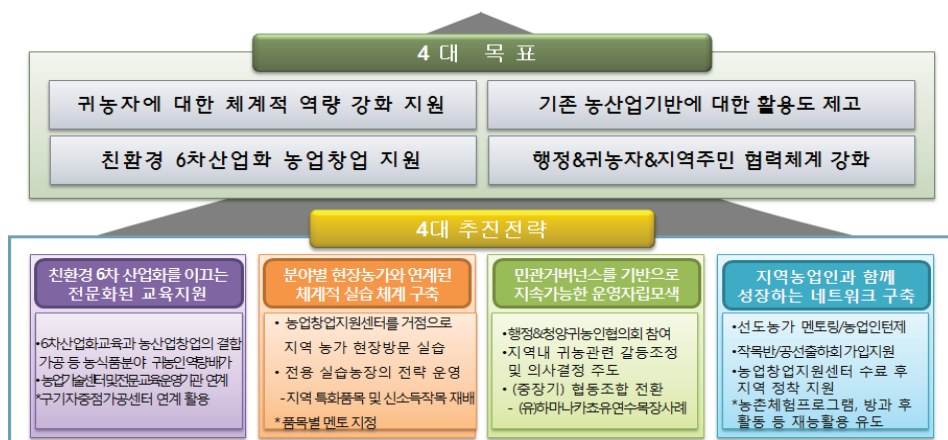 4 대 목 표
귀농자에 대한 체계적 역량 강화 지원
기존 농산업기반에 대한 활용도 제고
친환경 6차산업화 농업창업 지원
행정&귀농자&지역주민 협력체계 강화
4대 추진전략
친환경 6차 산업화를 이끄는
전문화된 교육지원
•6차산업화교육과 농산업창업의 결합
가공 등 농식품분야 귀농인역량배가
•농업기술센터및전문교육운영기관 연계
*구기자중점가공센터 연계 활용
분야별 현장농가와 연계된
체계적 실습 체계 구축
• 농업창업지원센터를 거점으로
지역 농가 현장방문 실습
• 전용 실습농장의 전략 운영
-지역 특화품목 및 신소득작목 재배
*품목별 멘토 지정
민관거버넌스를 기반으로
지속가능한 운영자립모색
•행정&청양귀농인협의회 참여
•지역내 귀농관련 갈등조정
및 의사결정 주도
• (중장기) 협동조합 전환
- (유)하마나카쵸유연수목장사례
지역농업인과 함께
성장하는 네트워크 구축
•선도농가 멘토링/농업인턴제
•작목반/공선출하회가입지원
•농업창업지원센터 수료 후
지역 정착 지원
*농촌체험프로그램, 방과 후
활동 등 재능활용 유도